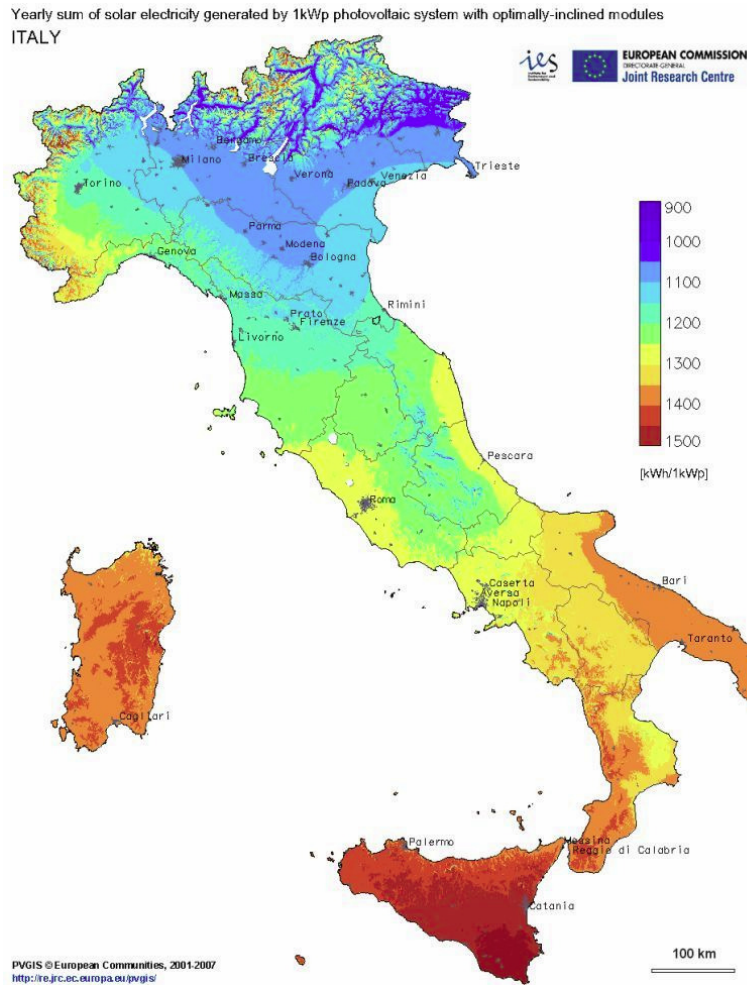 Yearly sum of solar electricity generated by 1kWp photovoltaic system with optimally-inclined modules
ITALY
ies
EUROPEAN COMMISSION
DIRECTORATE-GENERAL
Joint Research Centre
Bergamo
Milano
Brescia
Trieste
Verona
Venezia
Padova
Torino
Parma
Modena
Bologna
Genova
Massa
Rimini
Prato
Firenze
Livorno
900
1000
1100
1200
1300
1400
1500
[kWh/1kWp]
Pescara
Roma
Caserta
Aversa
Napoli
Bari
Taranto
Cagliari
Palermo
Messina
Reggio di Calabria
Catania
100 km
PVGIS © European Communities, 2001-2007
http://re.jrc.ec.europa.eu/pvgis/